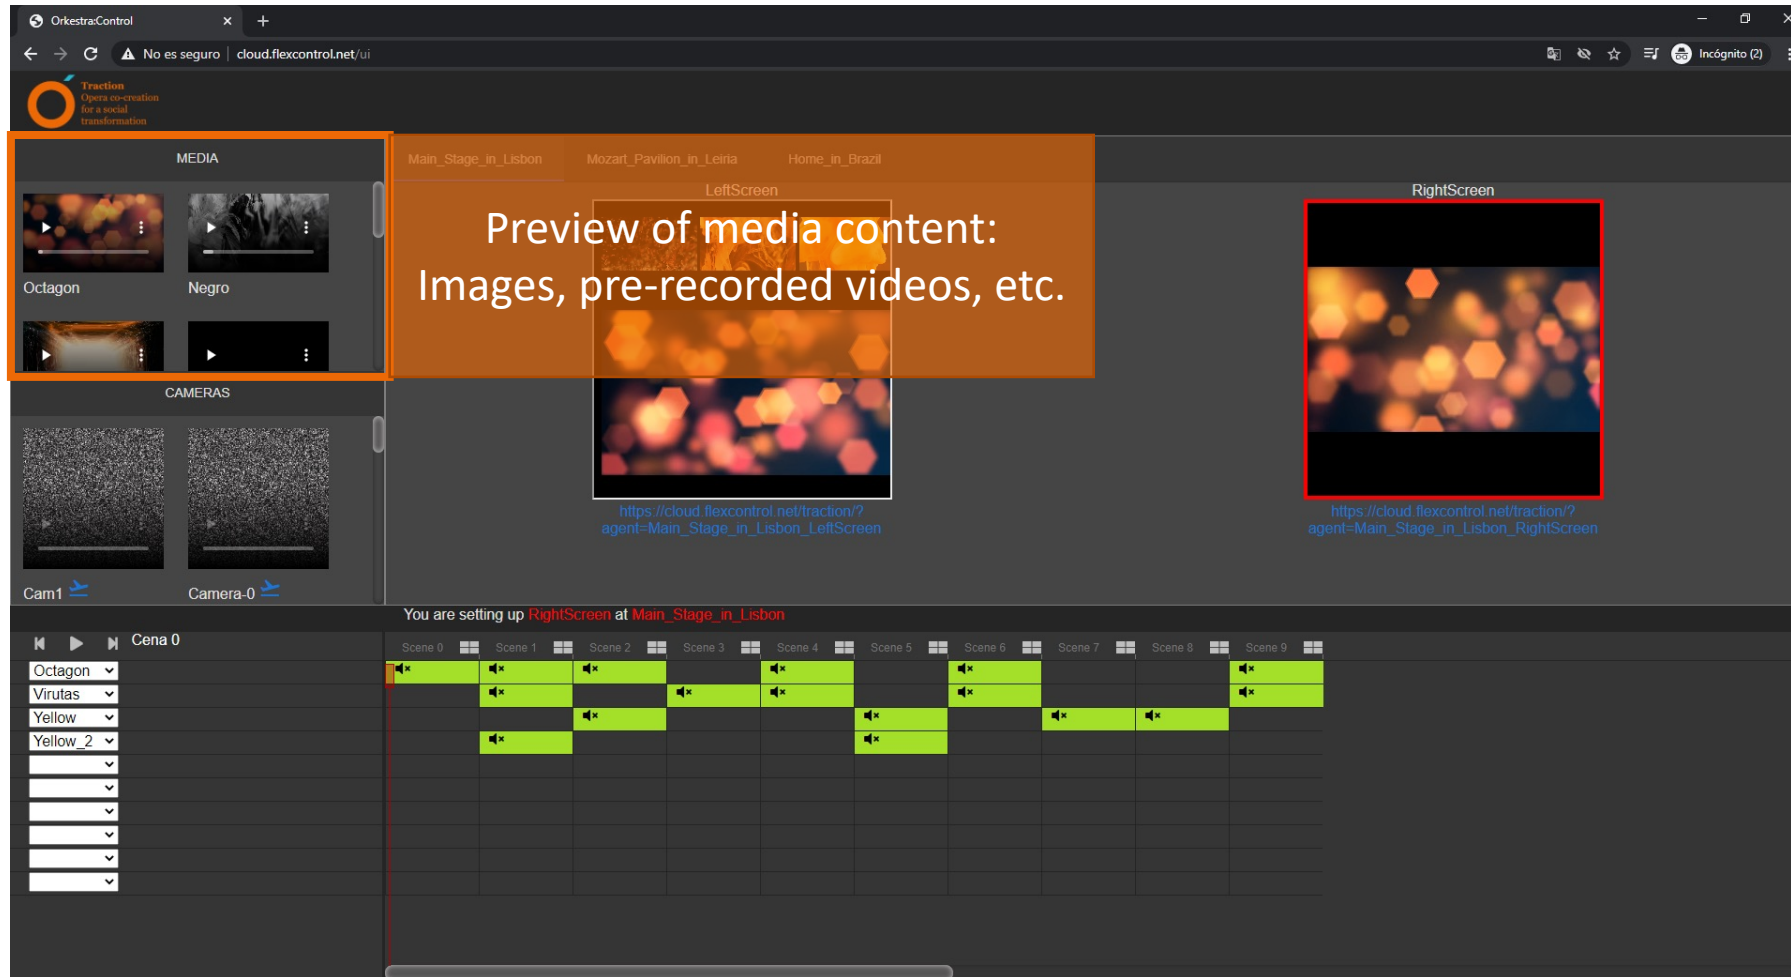 Orkestra:Control
No es seguro | cloud.flexcontrol.net/ui
Incógnito (2)
Traction
Opera co-creation
for a social
transformation
MEDIA
Octagon
Negro
CAMERAS
Cam1
Camera-0
Main_Stage_in_Lisbon
Mozart_Pavilion_in_Leiria
Home_in_Brazil
LeftScreen
RightScreen
Preview of media content:
Images, pre-recorded videos, etc.
https://cloud.flexcontrol.net/traction/?
agent=Main_Stage_in_Lisbon_LeftScreen
https://cloud.flexcontrol.net/traction/?
agent=Main_Stage_in_Lisbon_RightScreen
You are setting up RightScreen at Main_Stage_in_Lisbon
Cena 0
Scene 0
Scene 1
Scene 2
Scene 3
Scene 4
Scene 5
Scene 6
Scene 7
Scene 8
Scene 9
Octagon
Virutas
Yellow
Yellow_2